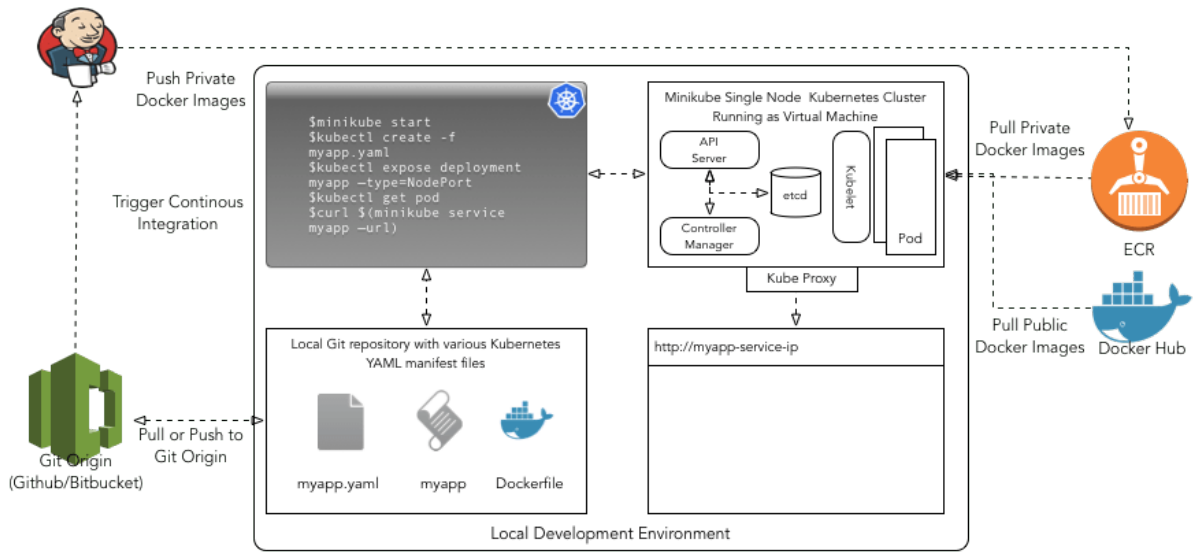 Push Private
Docker Images
$minikube start
$kubectl create -f
myapp.yaml
$kubectl expose deployment
myapp —type=NodePort
$kubectl get pod
$curl $(minikube service
myapp —url)
Minikube Single Node Kubernetes Cluster
Running as Virtual Machine
API
Server
etcd
Controller
Manager
Kubelet
Pod
Kube Proxy
Pull Private
Docker Images
ECR
Trigger Continous
Integration
Local Git repository with various Kubernetes
YAML manifest files
myapp.yaml
myapp
Dockerfile
http://myapp-service-ip
Pull Public
Docker Images
Docker Hub
Pull or Push to
Git Origin
Git Origin
(Github/Bitbucket)
Local Development Environment